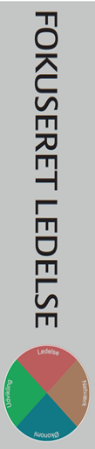 FOKUSERET LEDELSE
Ledelse
Økonomi
Udvikling